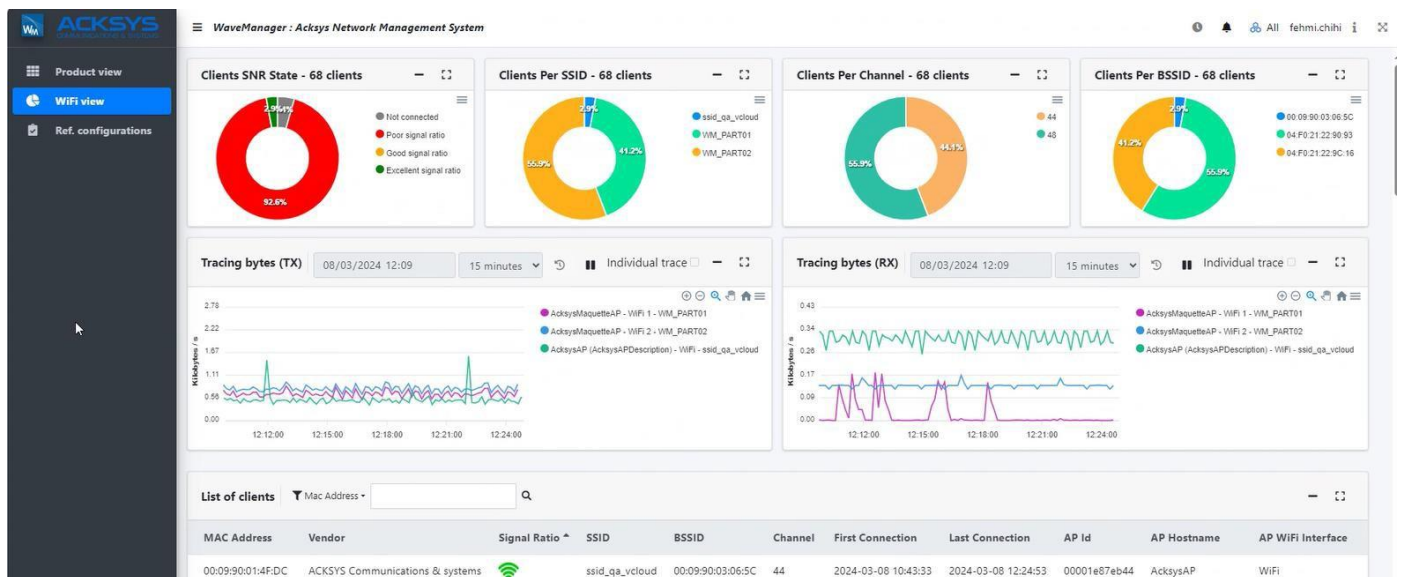 WM ACKSYS
COMMUNICATIONS & SYSTEMS
WaveManager : Acksys Network Management System
All fehmi.chihi
Product view
WiFi view
Ref. configurations
Clients SNR State - 68 clients
2.9%
92.6%
Not connected
Poor signal ratio
Good signal ratio
Excellent signal ratio
Clients Per SSID - 68 clients
2.9%
41.2%
55.9%
ssid_qa_vcloud
WM_PART01
WM_PART02
Clients Per Channel - 68 clients
44.1%
55.9%
44
48
Clients Per BSSID - 68 clients
2.9%
41.2%
55.9%
00:09:90:03:06:5C
04:F0:21:22:90:93
04:F0:21:22:9C:16
Tracing bytes (TX) 08/03/2024 12:09 15 minutes Individual trace
Kilobytes / s
2.78
2.22
1.67
1.11
0.56
0.00
12:12:00 12:15:00 12:18:00 12:21:00 12:24:00
AcksysMaquetteAP - WiFi 1 - WM_PART01
AcksysMaquetteAP - WiFi 2 - WM_PART02
AcksysAP (AcksysAPDescription) - WiFi - ssid_qa_vcloud
Tracing bytes (RX) 08/03/2024 12:09 15 minutes Individual trace
Kilobytes / s
0.43
0.34
0.26
0.17
0.09
0.00
12:12:00 12:15:00 12:18:00 12:21:00 12:24:00
AcksysMaquetteAP - WiFi 1 - WM_PART01
AcksysMaquetteAP - WiFi 2 - WM_PART02
AcksysAP (AcksysAPDescription) - WiFi - ssid_qa_vcloud
List of clients Mac Address
MAC Address Vendor Signal Ratio SSID BSSID Channel First Connection Last Connection AP Id AP Hostname AP WiFi Interface
00:09:90:01:4F:DC ACKSYS Communications & systems ssid_qa_vcloud 00:09:90:03:06:5C 44 2024-03-08 10:43:33 2024-03-08 12:24:53 00001e87eb44 AcksysAP WiFi